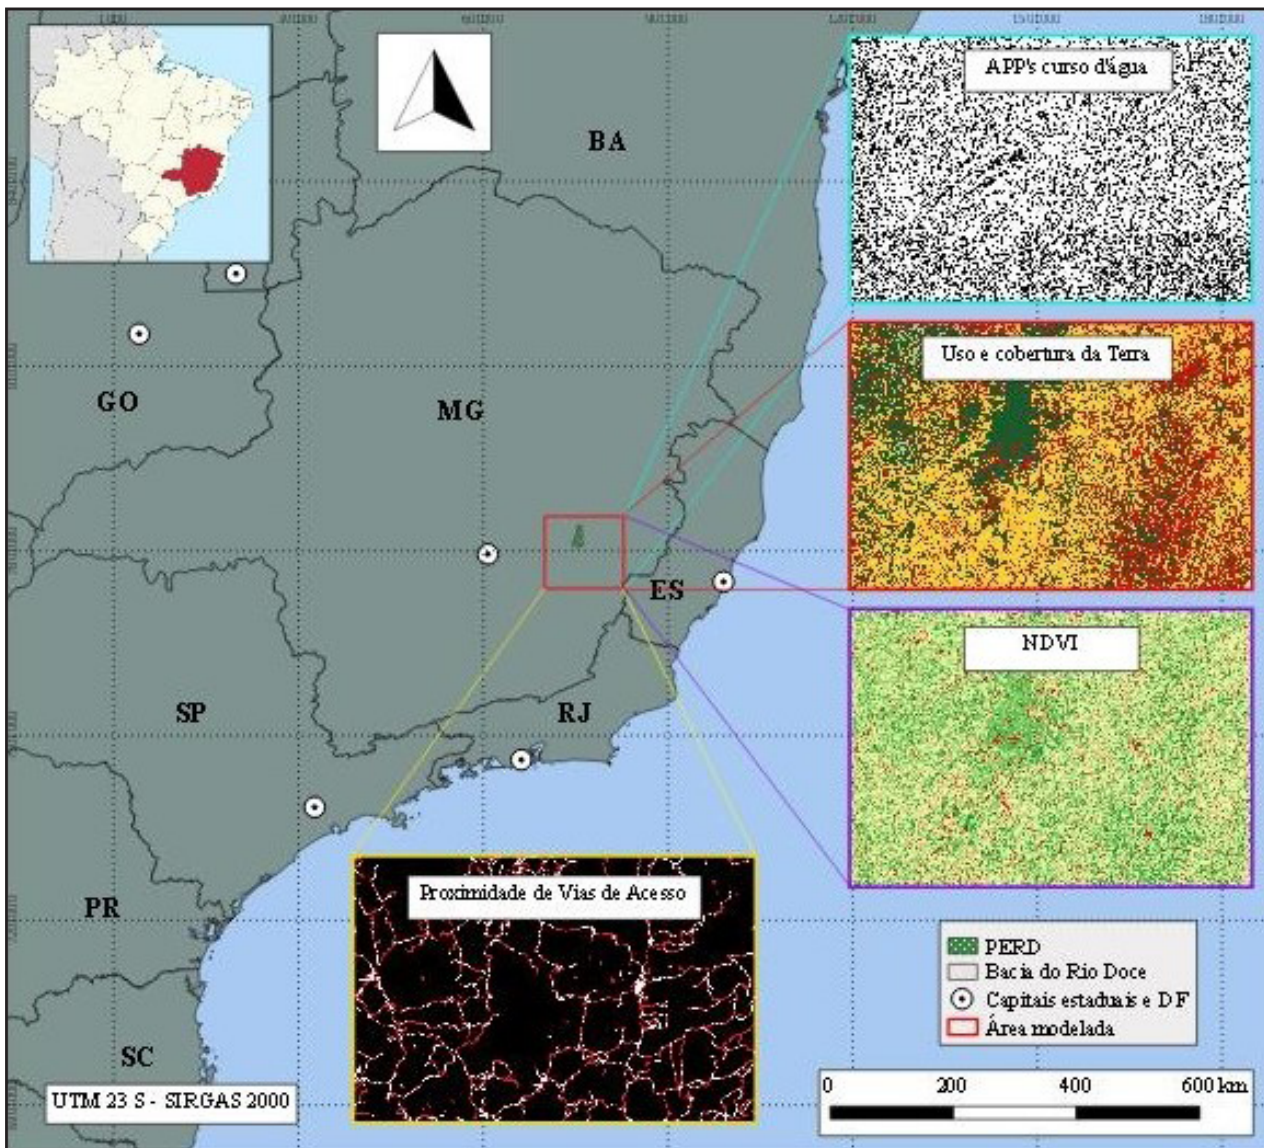 APP's curso d'água
BA
Uso e cobertura da Terra
GO
MG
ES
NDVI
SP
RJ
Proximidade de Vias de Acesso
PR
PERD
Bacia do Rio Doce
Capitais estaduais e DF
Área modelada
SC
UTM 23 S - SIRGAS 2000
0 200 400 600 km